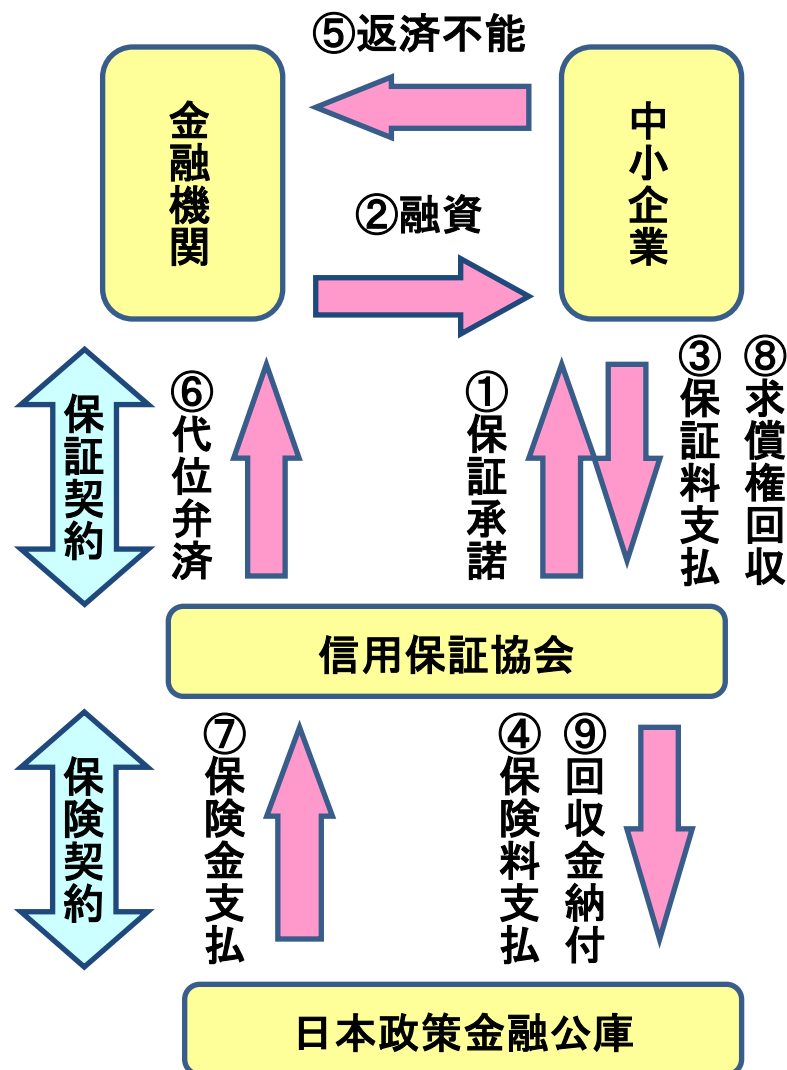 ⑤返済不能
金融機関
中小企業
②融資
保証契約
⑥代位弁済
①保証承諾
③保証料支払
⑧求償権回収
信用保証協会
保険契約
⑦保険金支払
④保険料支払
⑨回収金納付
日本政策金融公庫